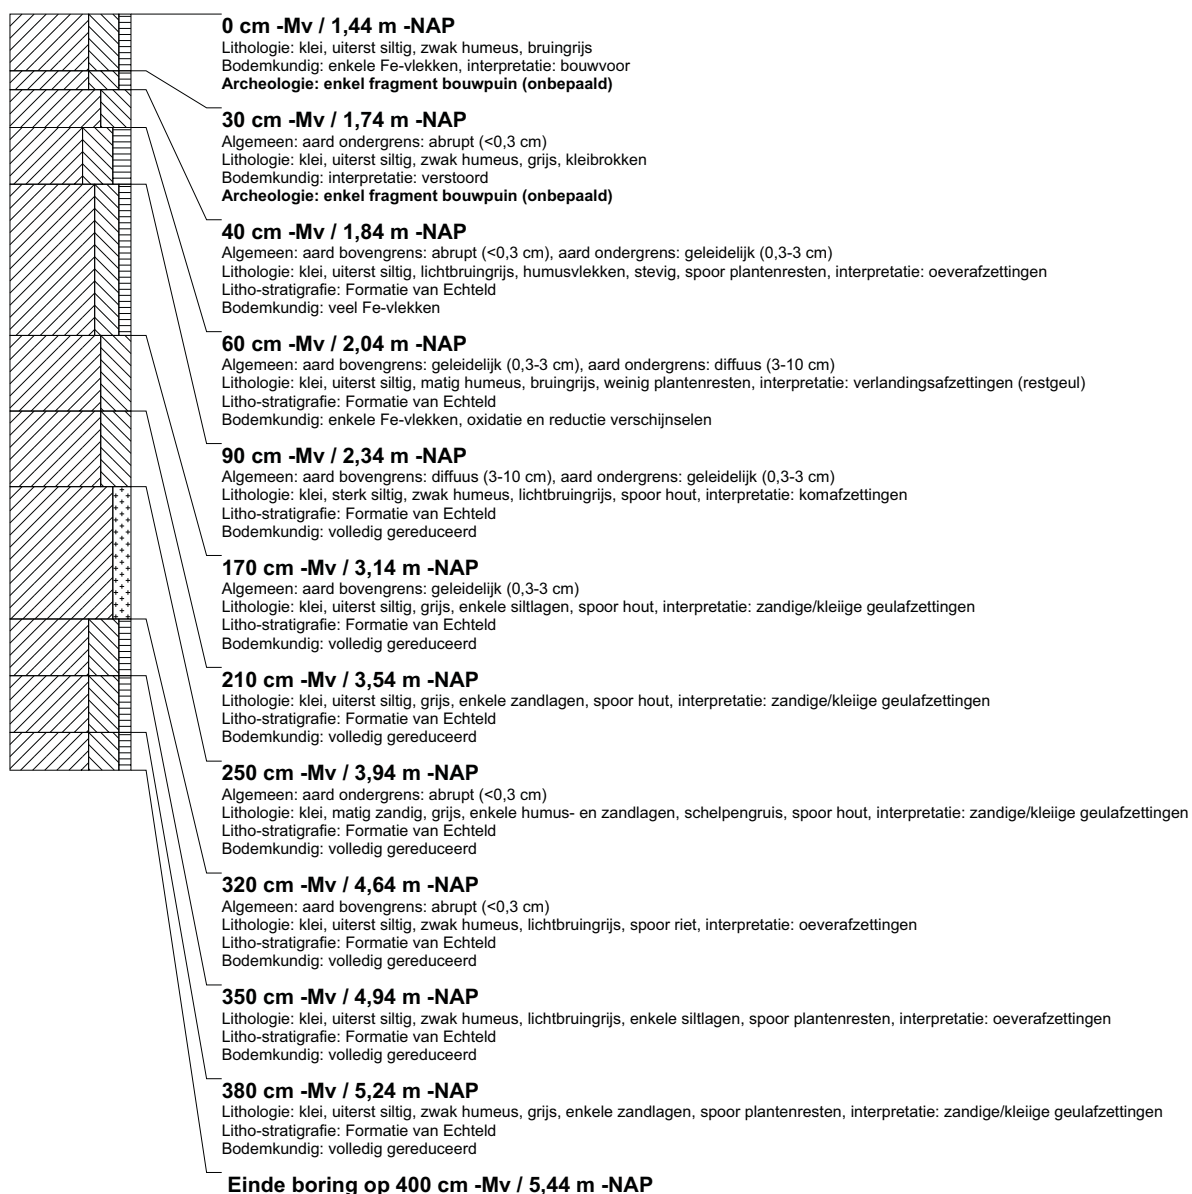 0 cm -Mv / 1,44 m -NAP
Lithologie: klei, uiterst siltig, zwak humeus, bruingrijs
Bodemkundig: enkele Fe-vlekken, interpretatie: bouwvoor
Archeologie: enkel fragment bouwpuin (onbepaald)
30 cm -Mv / 1,74 m -NAP
Algemeen: aard ondergrens: abrupt (<0,3 cm)
Lithologie: klei, uiterst siltig, zwak humeus, grijs, kleibrokken
Bodemkundig: interpretatie: verstoord
Archeologie: enkel fragment bouwpuin (onbepaald)
40 cm -Mv / 1,84 m -NAP
Algemeen: aard bovengrens: abrupt (<0,3 cm), aard ondergrens: geleidelijk (0,3-3 cm)
Lithologie: klei, uiterst siltig, lichtbruingrijs, humusvlekken, stevig, spoor plantenresten, interpretatie: oeverafzettingen
Litho-stratigrafie: Formatie van Echteld
Bodemkundig: veel Fe-vlekken
60 cm -Mv / 2,04 m -NAP
Algemeen: aard bovengrens: geleidelijk (0,3-3 cm), aard ondergrens: diffuus (3-10 cm)
Lithologie: klei, uiterst siltig, matig humeus, bruingrijs, weinig plantenresten, interpretatie: verlandingsafzettingen (restgeul)
Litho-stratigrafie: Formatie van Echteld
Bodemkundig: enkele Fe-vlekken, oxidatie en reductie verschijnselen
90 cm -Mv / 2,34 m -NAP
Algemeen: aard bovengrens: diffuus (3-10 cm), aard ondergrens: geleidelijk (0,3-3 cm)
Lithologie: klei, sterk siltig, zwak humeus, lichtbruingrijs, spoor hout, interpretatie: komafzettingen
Litho-stratigrafie: Formatie van Echteld
Bodemkundig: volledig gereduceerd
170 cm -Mv / 3,14 m -NAP
Algemeen: aard bovengrens: geleidelijk (0,3-3 cm)
Lithologie: klei, uiterst siltig, grijs, enkele siltlagen, spoor hout, interpretatie: zandige/kleiige geulafzettingen
Litho-stratigrafie: Formatie van Echteld
Bodemkundig: volledig gereduceerd
210 cm -Mv / 3,54 m -NAP
Lithologie: klei, uiterst siltig, grijs, enkele zandlagen, spoor hout, interpretatie: zandige/kleiige geulafzettingen
Litho-stratigrafie: Formatie van Echteld
Bodemkundig: volledig gereduceerd
250 cm -Mv / 3,94 m -NAP
Algemeen: aard ondergrens: abrupt (<0,3 cm)
Lithologie: klei, matig zandig, grijs, enkele humus- en zandlagen, schelpengruis, spoor hout, interpretatie: zandige/kleiige geulafzettingen
Litho-stratigrafie: Formatie van Echteld
Bodemkundig: volledig gereduceerd
320 cm -Mv / 4,64 m -NAP
Algemeen: aard bovengrens: abrupt (<0,3 cm)
Lithologie: klei, uiterst siltig, zwak humeus, lichtbruingrijs, spoor riet, interpretatie: oeverafzettingen
Litho-stratigrafie: Formatie van Echteld
Bodemkundig: volledig gereduceerd
350 cm -Mv / 4,94 m -NAP
Lithologie: klei, uiterst siltig, zwak humeus, lichtbruingrijs, enkele siltlagen, spoor plantenresten, interpretatie: oeverafzettingen
Litho-stratigrafie: Formatie van Echteld
Bodemkundig: volledig gereduceerd
380 cm -Mv / 5,24 m -NAP
Lithologie: klei, uiterst siltig, zwak humeus, grijs, enkele zandlagen, spoor plantenresten, interpretatie: zandige/kleiige geulafzettingen
Litho-stratigrafie: Formatie van Echteld
Bodemkundig: volledig gereduceerd
Einde boring op 400 cm -Mv / 5,44 m -NAP